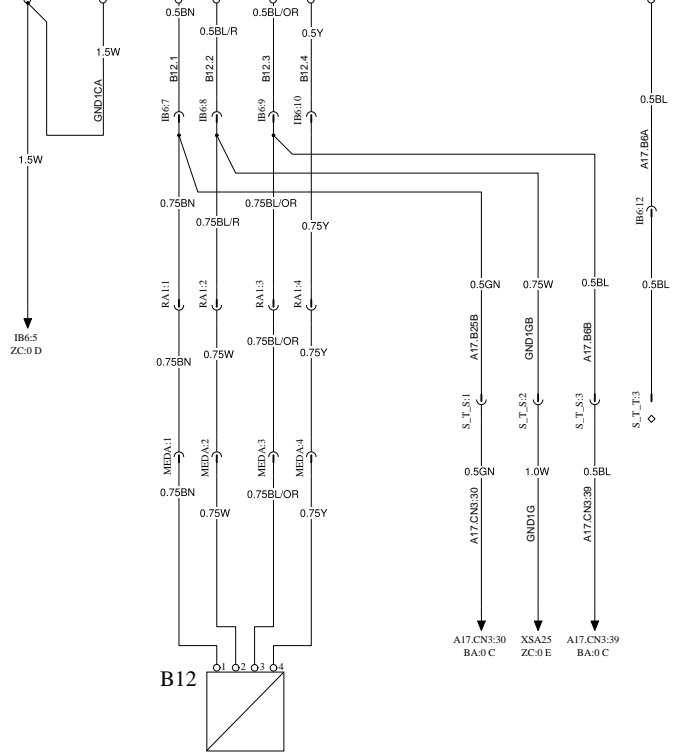 0.5BN
0.5BL/R
0.5BL/OR
0.5Y
1.5W
GND1CA
B12.1
B12.2
B12.3
B12.4
0.5BL
A17.B6A
IB6:7
IB6:8
IB6:9
IB6:10
1.5W
0.75BN
0.75BL/R
0.75BL/OR
0.75Y
IB6:12
RA1:1
RA1:2
RA1:3
RA1:4
0.5GN
0.75W
0.5BL
0.5BL
IB6:5
ZC:0 D
0.75BN
0.75W
0.75BL/OR
0.75Y
A17.B25B
GND1GB
A17.B6B
S_T_S:1
S_T_S:2
S_T_S:3
S_T_T:3
MEDA:1
MEDA:2
MEDA:3
MEDA:4
0.75BN
0.75W
0.75BL/OR
0.75Y
0.5GN
1.0W
0.5BL
A17.CN3:30
GND1G
A17.CN3:39
A17.CN3:30
BA:0 C
XSA25
ZC:0 E
A17.CN3:39
BA:0 C
B12
1 2 3 4